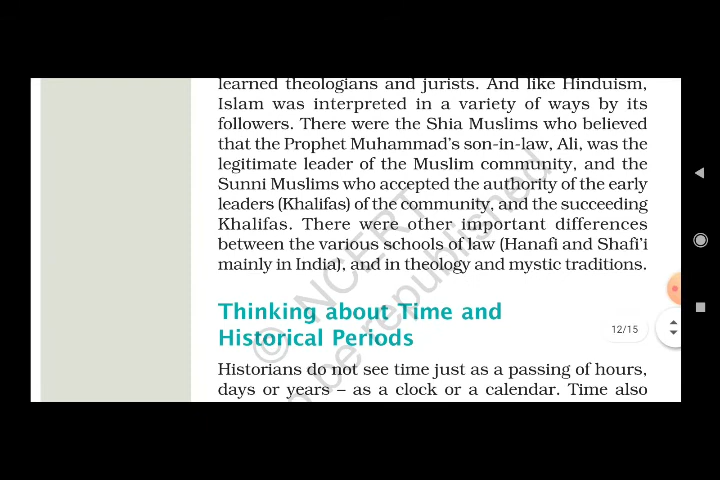 learned theologians and jurists. And like Hinduism,
Islam was interpreted in a variety of ways by its
followers. There were the Shia Muslims who believed
that the Prophet Muhammad's son-in-law, Ali, was the
legitimate leader of the Muslim community, and the
Sunni Muslims who accepted the authority of the early
leaders (Khalifas) of the community, and the succeeding
Khalifas. There were other important differences
between the various schools of law (Hanafi and Shafi'i
mainly in India), and in theology and mystic traditions.
Thinking about Time and
Historical Periods
12/15
Historians do not see time just as a passing of hours,
days or years – as a clock or a calendar. Time also
© NCERT
be republished